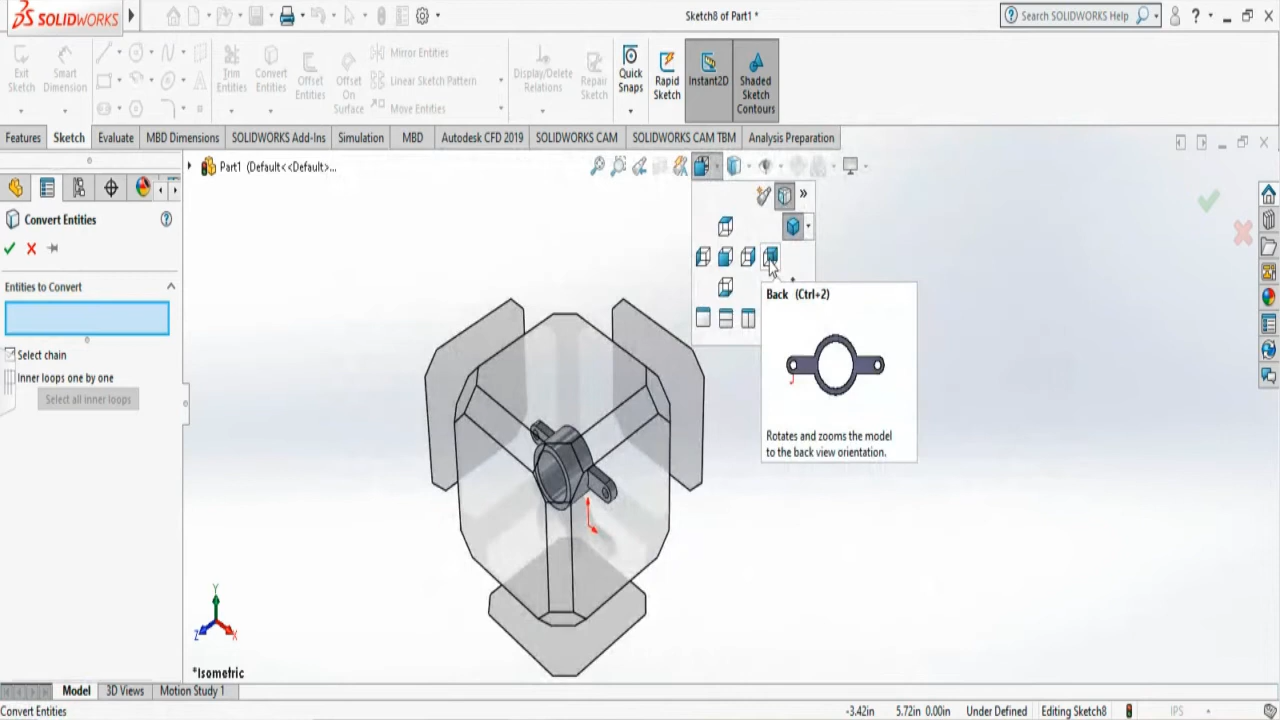 SOLIDWORKS
Sketch8 of Part1 *
Search SOLIDWORKS Help
Exit Sketch
Smart Dimension
Trim Entities
Convert Entities
Offset Entities
Offset On Surface
Mirror Entities
Linear Sketch Pattern
Move Entities
Display/Delete Relations
Repair Sketch
Quick Snaps
Rapid Sketch
Instant2D
Shaded Sketch Contours
Features
Sketch
Evaluate
MBD Dimensions
SOLIDWORKS Add-Ins
Simulation
MBD
Autodesk CFD 2019
SOLIDWORKS CAM
SOLIDWORKS CAM TBM
Analysis Preparation
Part1 (Default<<Default>...
Convert Entities
Entities to Convert
Select chain
Inner loops one by one
Select all inner loops
Back (Ctrl+2)
Rotates and zooms the model
to the back view orientation.
Y
Z
X
*Isometric
Model
3D Views
Motion Study 1
Convert Entities
-3.42in
5.72in 0.00in
Under Defined
Editing Sketch8
IPS